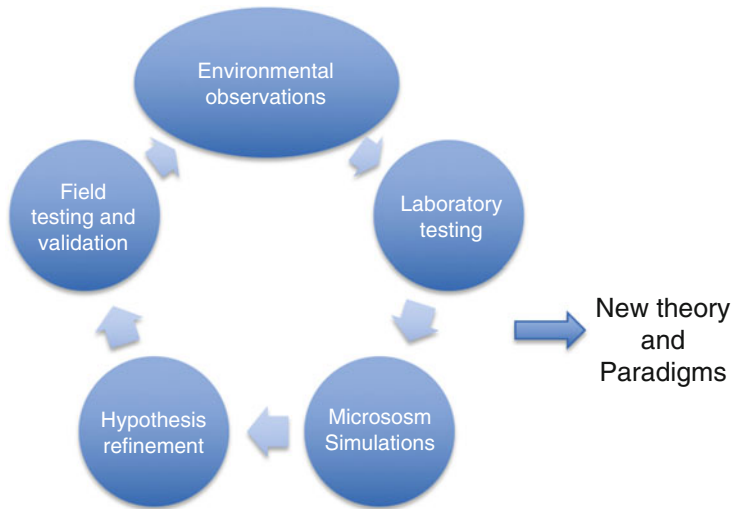 Environmental
observations
Laboratory
testing
Micrososm
Simulations
Hypothesis
refinement
Field
testing and
validation
New theory
and
Paradigms